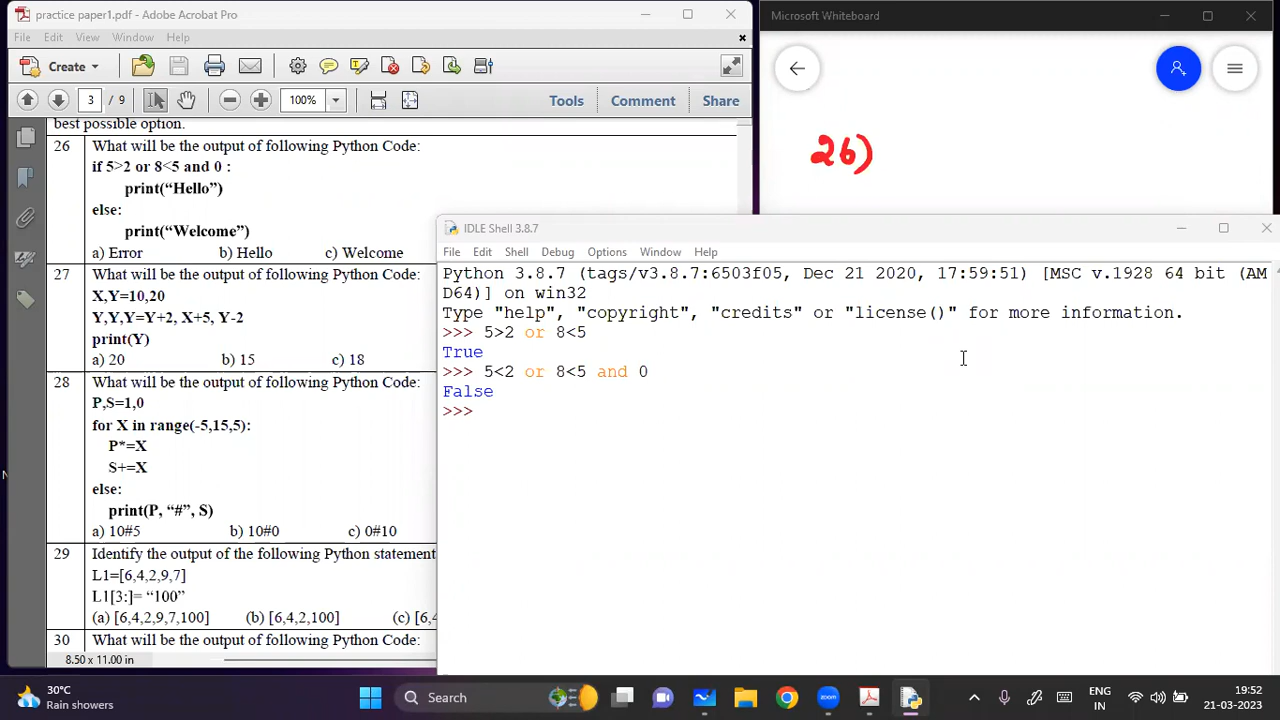 practice paper1.pdf - Adobe Acrobat Pro
File Edit View Window Help
Create
3 / 9 100% Tools Comment Share
best possible option.
26 What will be the output of following Python Code:
if 5>2 or 8<5 and 0 :
print(“Hello”)
else:
print(“Welcome”)
a) Error b) Hello c) Welcome
27 What will be the output of following Python Code:
X,Y=10,20
Y,Y,Y=Y+2, X+5, Y-2
print(Y)
a) 20 b) 15 c) 18
28 What will be the output of following Python Code:
P,S=1,0
for X in range(-5,15,5):
P*=X
S+=X
else:
print(P, “#”, S)
a) 10#5 b) 10#0 c) 0#10
29 Identify the output of the following Python statement
L1=[6,4,2,9,7]
L1[3:]= “100”
(a) [6,4,2,9,7,100] (b) [6,4,2,100] (c) [6,4
30 What will be the output of following Python Code:
8.50 x 11.00 in
Microsoft Whiteboard
26)
IDLE Shell 3.8.7
File Edit Shell Debug Options Window Help
Python 3.8.7 (tags/v3.8.7:6503f05, Dec 21 2020, 17:59:51) [MSC v.1928 64 bit (AM
D64)] on win32
Type "help", "copyright", "credits" or "license()" for more information.
>>> 5>2 or 8<5
True
>>> 5<2 or 8<5 and 0
False
>>>
30°C
Rain showers
Search
zoom
ENG
IN
19:52
21-03-2023